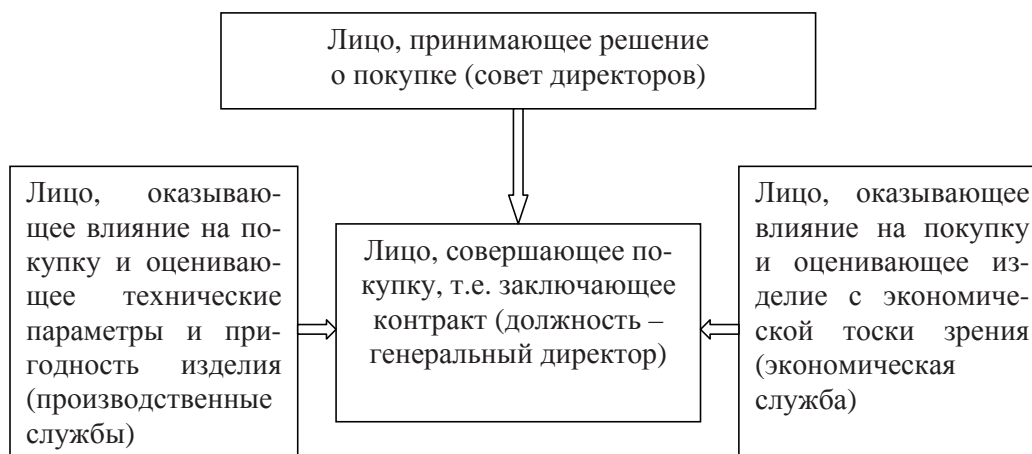 Лицо, принимающее решение
о покупке (совет директоров)
Лицо, оказываю-
щее влияние на по-
купку и оцениваю-
щее технические
параметры и при-
годность изделия
(производственные
службы)
Лицо, совершающее по-
купку, т.е. заключающее
контракт (должность –
генеральный директор)
Лицо, оказывающее
влияние на покупку
и оценивающее из-
делие с экономиче-
ской тоски зрения
(экономическая
служба)